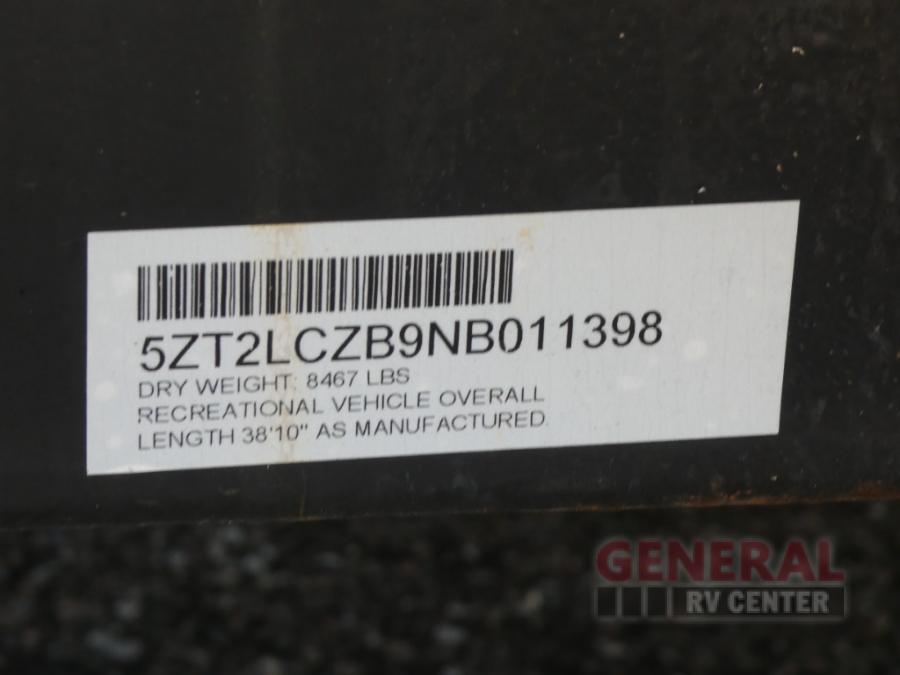 5ZT2LCZB9NB011398
DRY WEIGHT: 8467 LBS
RECREATIONAL VEHICLE OVERALL
LENGTH 38'10" AS MANUFACTURED.
GENERAL
RV CENTER